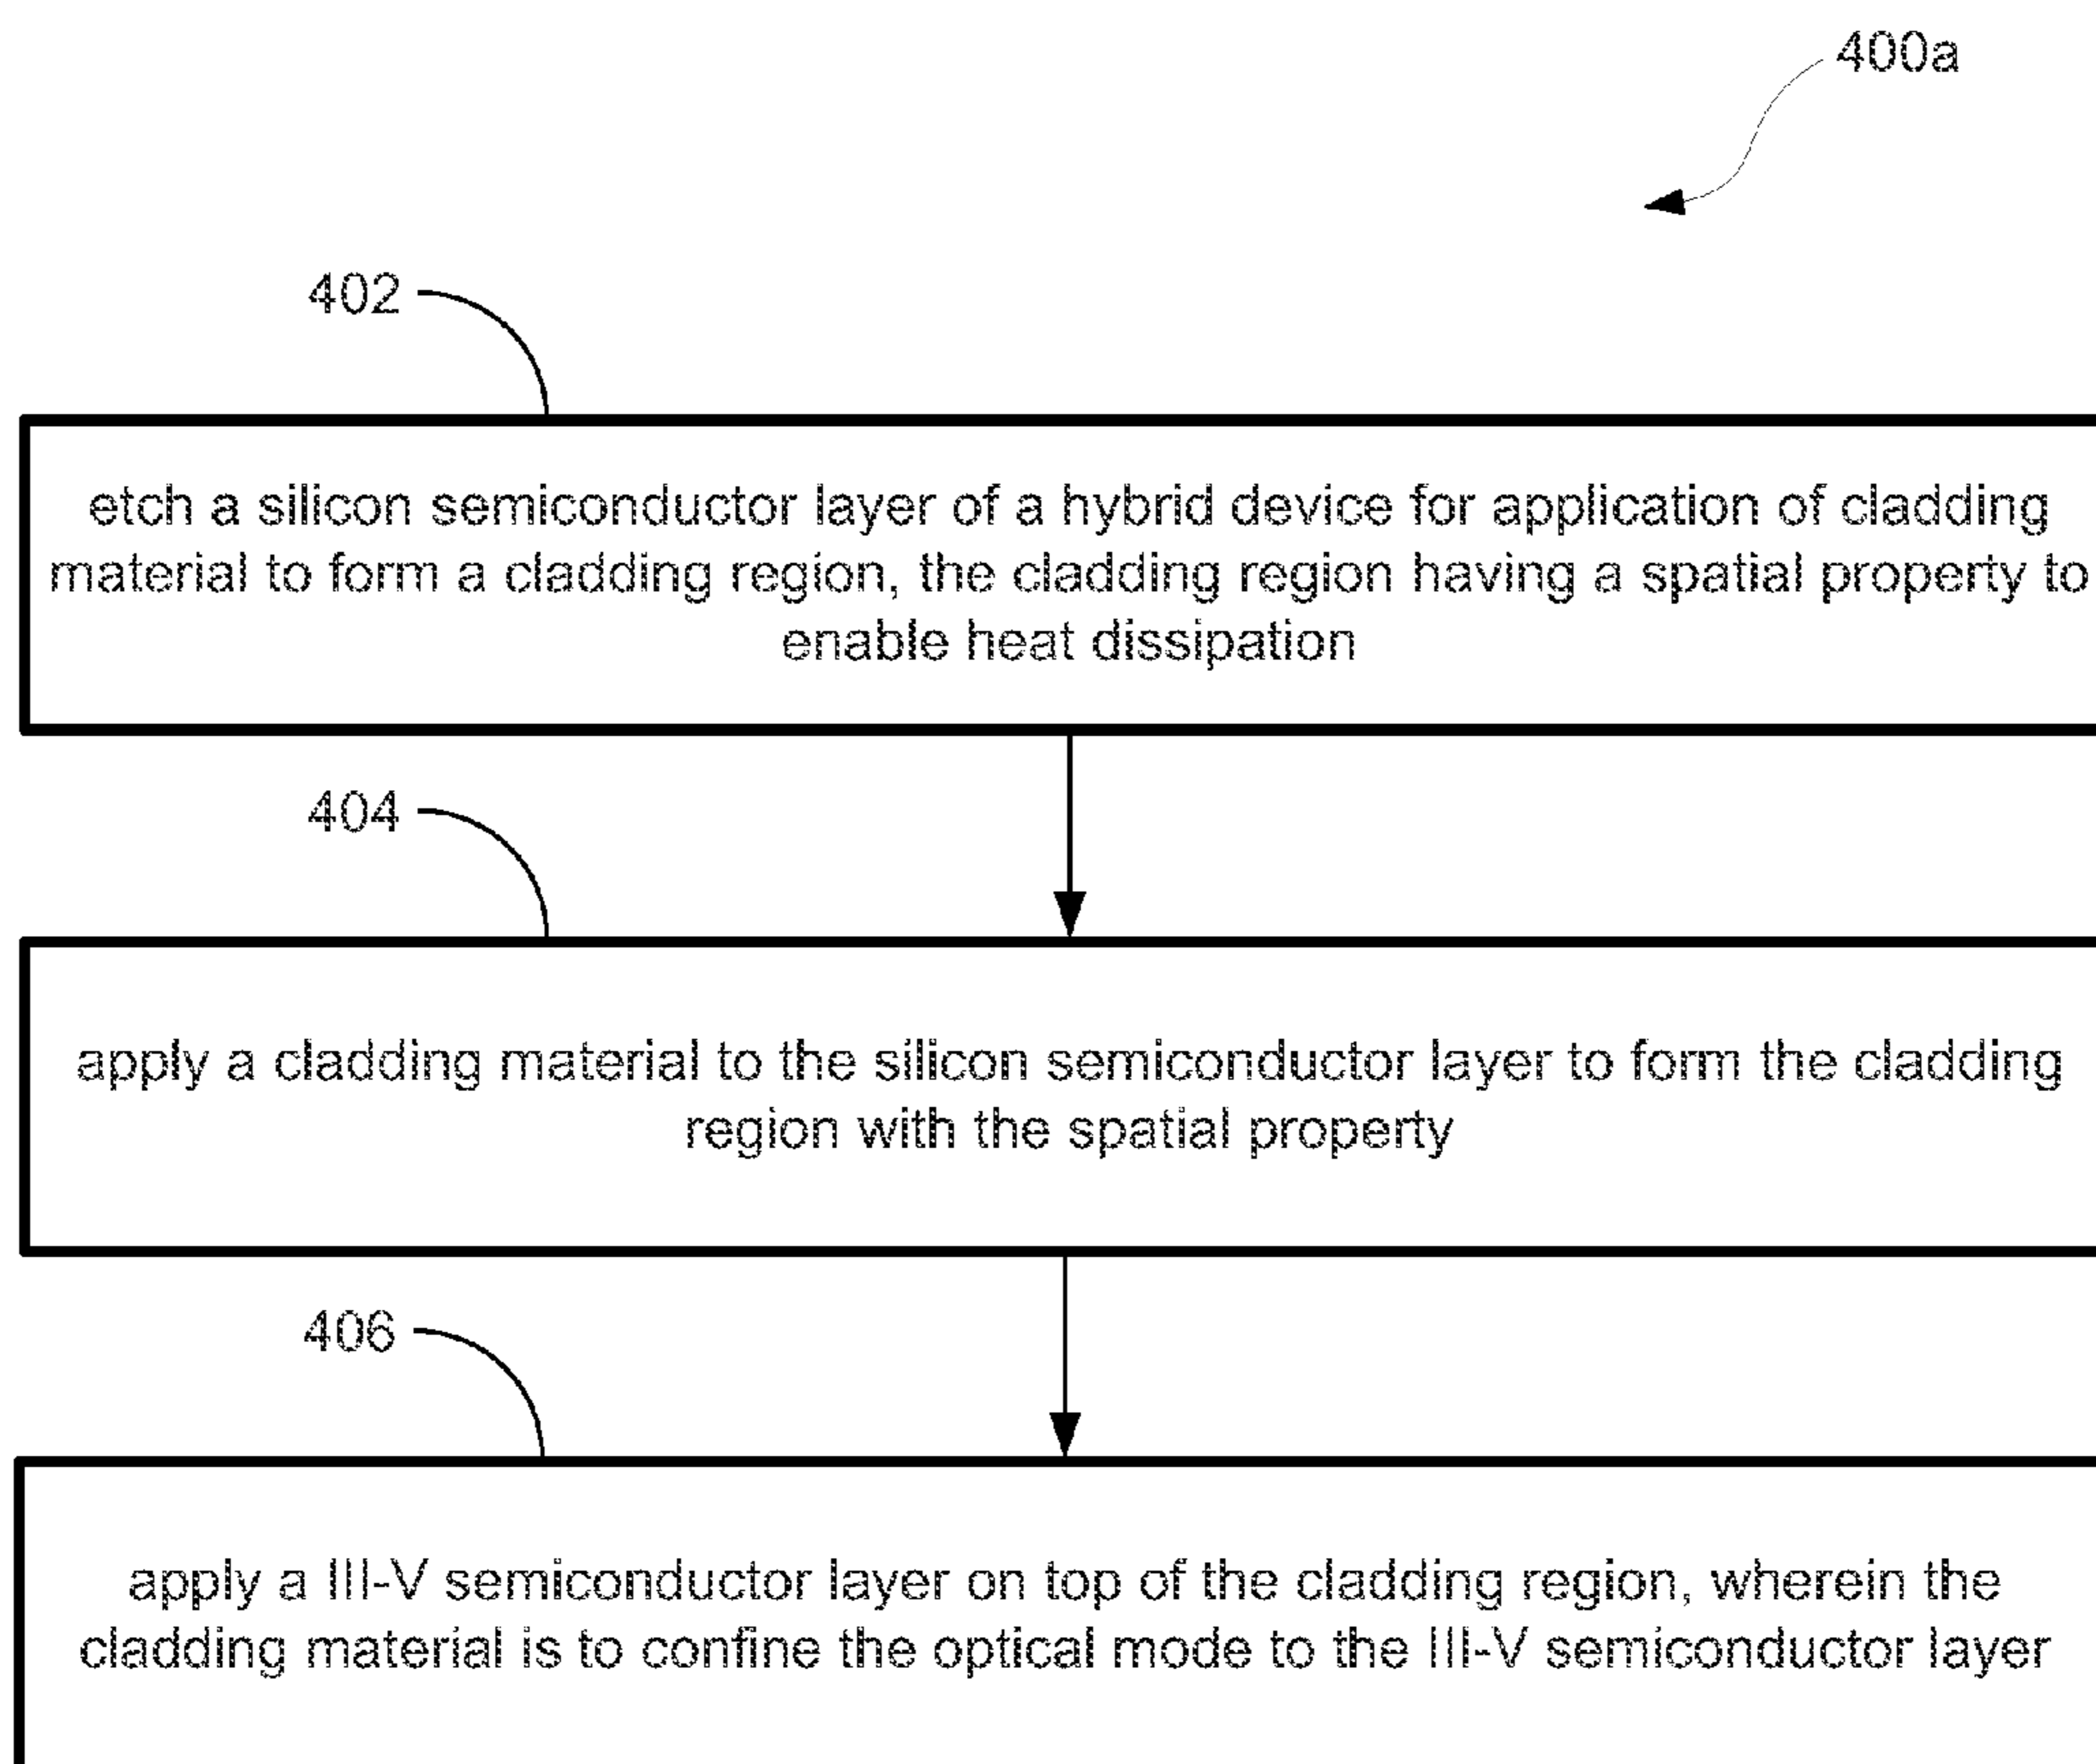 400a
402
etch a silicon semiconductor layer of a hybrid device for application of cladding
material to form a cladding region, the cladding region having a spatial property to
enable heat dissipation
404
apply a cladding material to the silicon semiconductor layer to form the cladding
region with the spatial property
406
apply a III-V semiconductor layer on top of the cladding region, wherein the
cladding material is to confine the optical mode to the III-V semiconductor layer